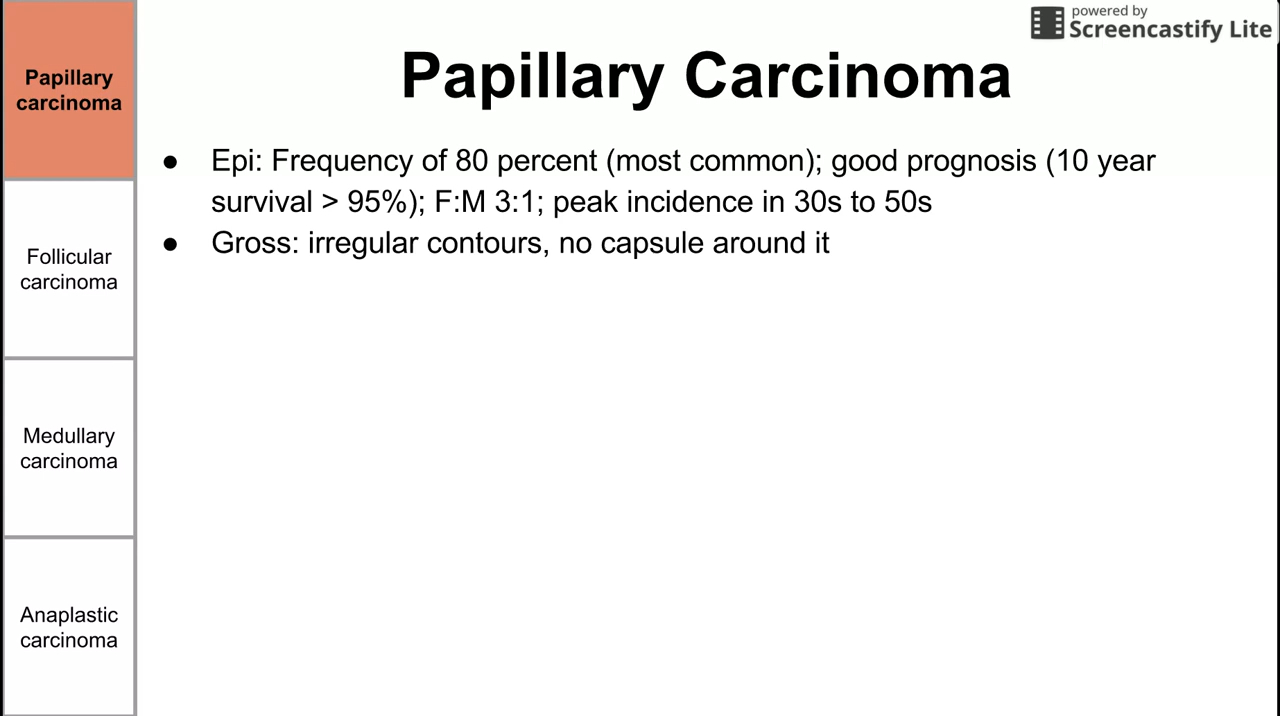 powered by
Screencastify Lite
Papillary
carcinoma
Follicular
carcinoma
Medullary
carcinoma
Anaplastic
carcinoma
Papillary Carcinoma
● Epi: Frequency of 80 percent (most common); good prognosis (10 year
survival > 95%); F:M 3:1; peak incidence in 30s to 50s
● Gross: irregular contours, no capsule around it